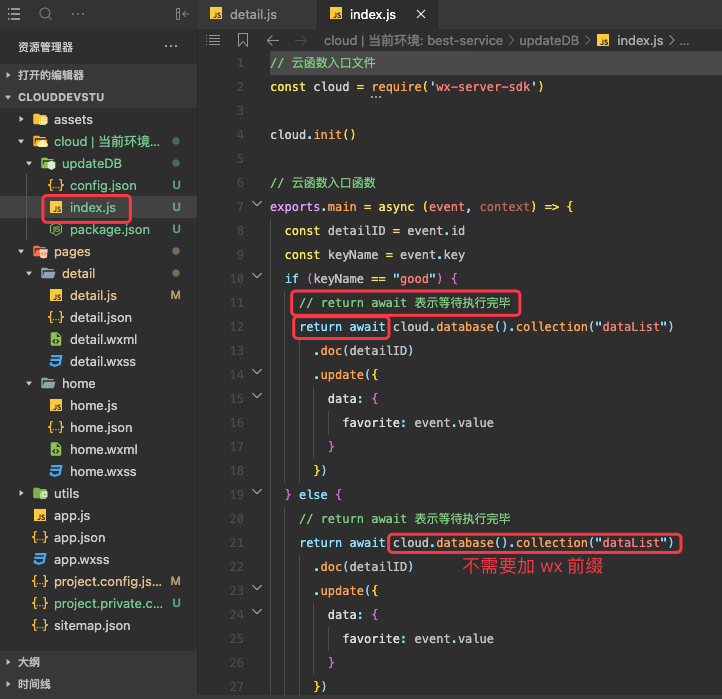 detail.js
index.js
资源管理器
cloud | 当前环境: best-service > updateDB > index.js > ...
打开的编辑器
CLOUDDEVSTU
assets
cloud | 当前环境...
updateDB
config.json U
index.js U
package.json U
pages
detail
detail.js M
detail.json
detail.wxml
detail.wxss
home
home.js
home.json
home.wxml
home.wxss
utils
app.js
app.json
app.wxss
project.config.js... M
project.private.c... U
sitemap.json
大纲
时间线
1 // 云函数入口文件
2 const cloud = require('wx-server-sdk')
3
4 cloud.init()
5
6 // 云函数入口函数
7 exports.main = async (event, context) => {
8 const detailID = event.id
9 const keyName = event.key
10 if (keyName == "good") {
11 // return await 表示等待执行完毕
12 return await cloud.database().collection("dataList")
13 .doc(detailID)
14 .update({
15 data: {
16 favorite: event.value
17 }
18 })
19 } else {
20 // return await 表示等待执行完毕
21 return await cloud.database().collection("dataList")
22 .doc(detailID)
不需要加 wx 前缀
23 .update({
24 data: {
25 favorite: event.value
26 }
27 })